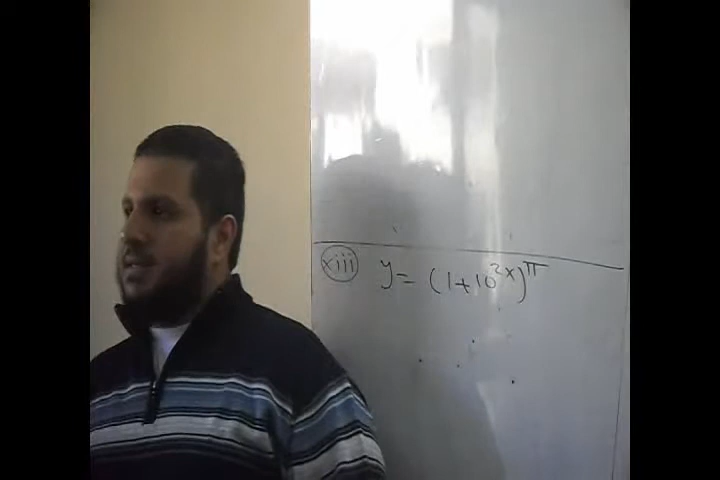 xiii y = (1+10^2x)^π